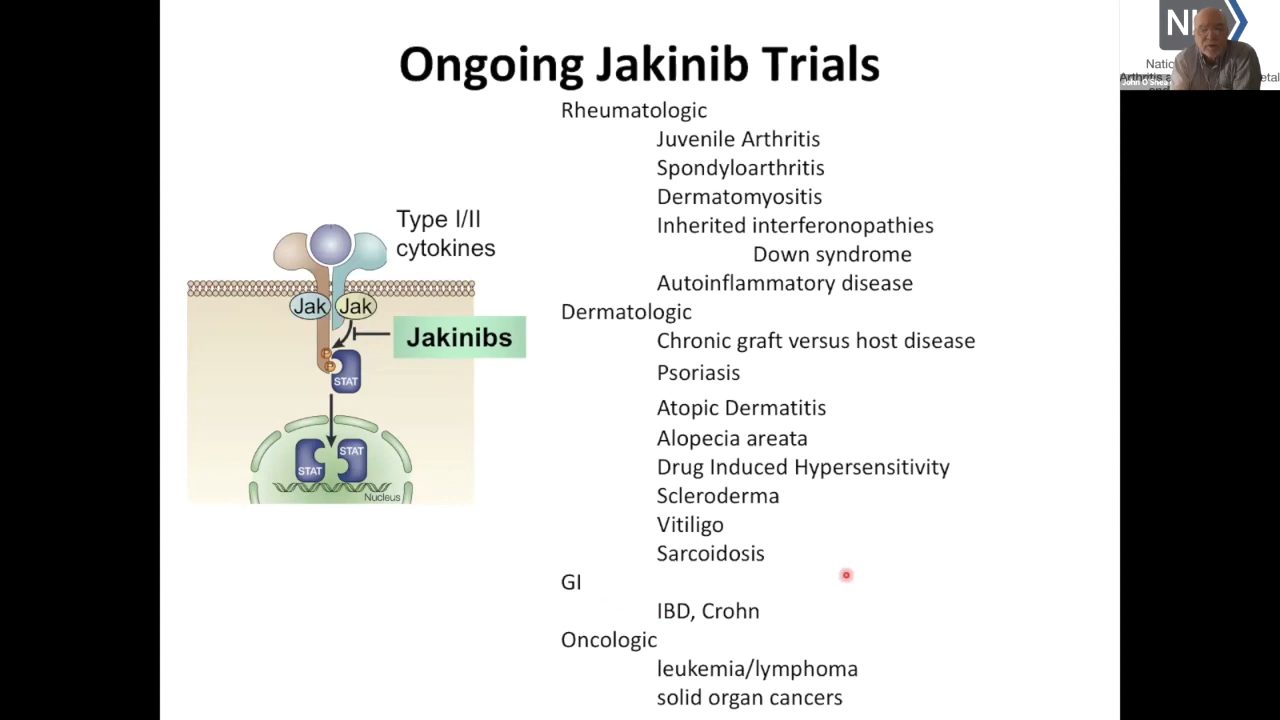 Ongoing Jakinib Trials
Rheumatologic
Juvenile Arthritis
Spondyloarthritis
Dermatomyositis
Inherited interferonopathies
Down syndrome
Autoinflammatory disease
Dermatologic
Chronic graft versus host disease
Psoriasis
Atopic Dermatitis
Alopecia areata
Drug Induced Hypersensitivity
Scleroderma
Vitiligo
Sarcoidosis
GI
IBD, Crohn
Oncologic
leukemia/lymphoma
solid organ cancers
Type I/II
cytokines
Jak Jak
Jakinibs
P
P
STAT
STAT
STAT
Nucleus
John O'Shea